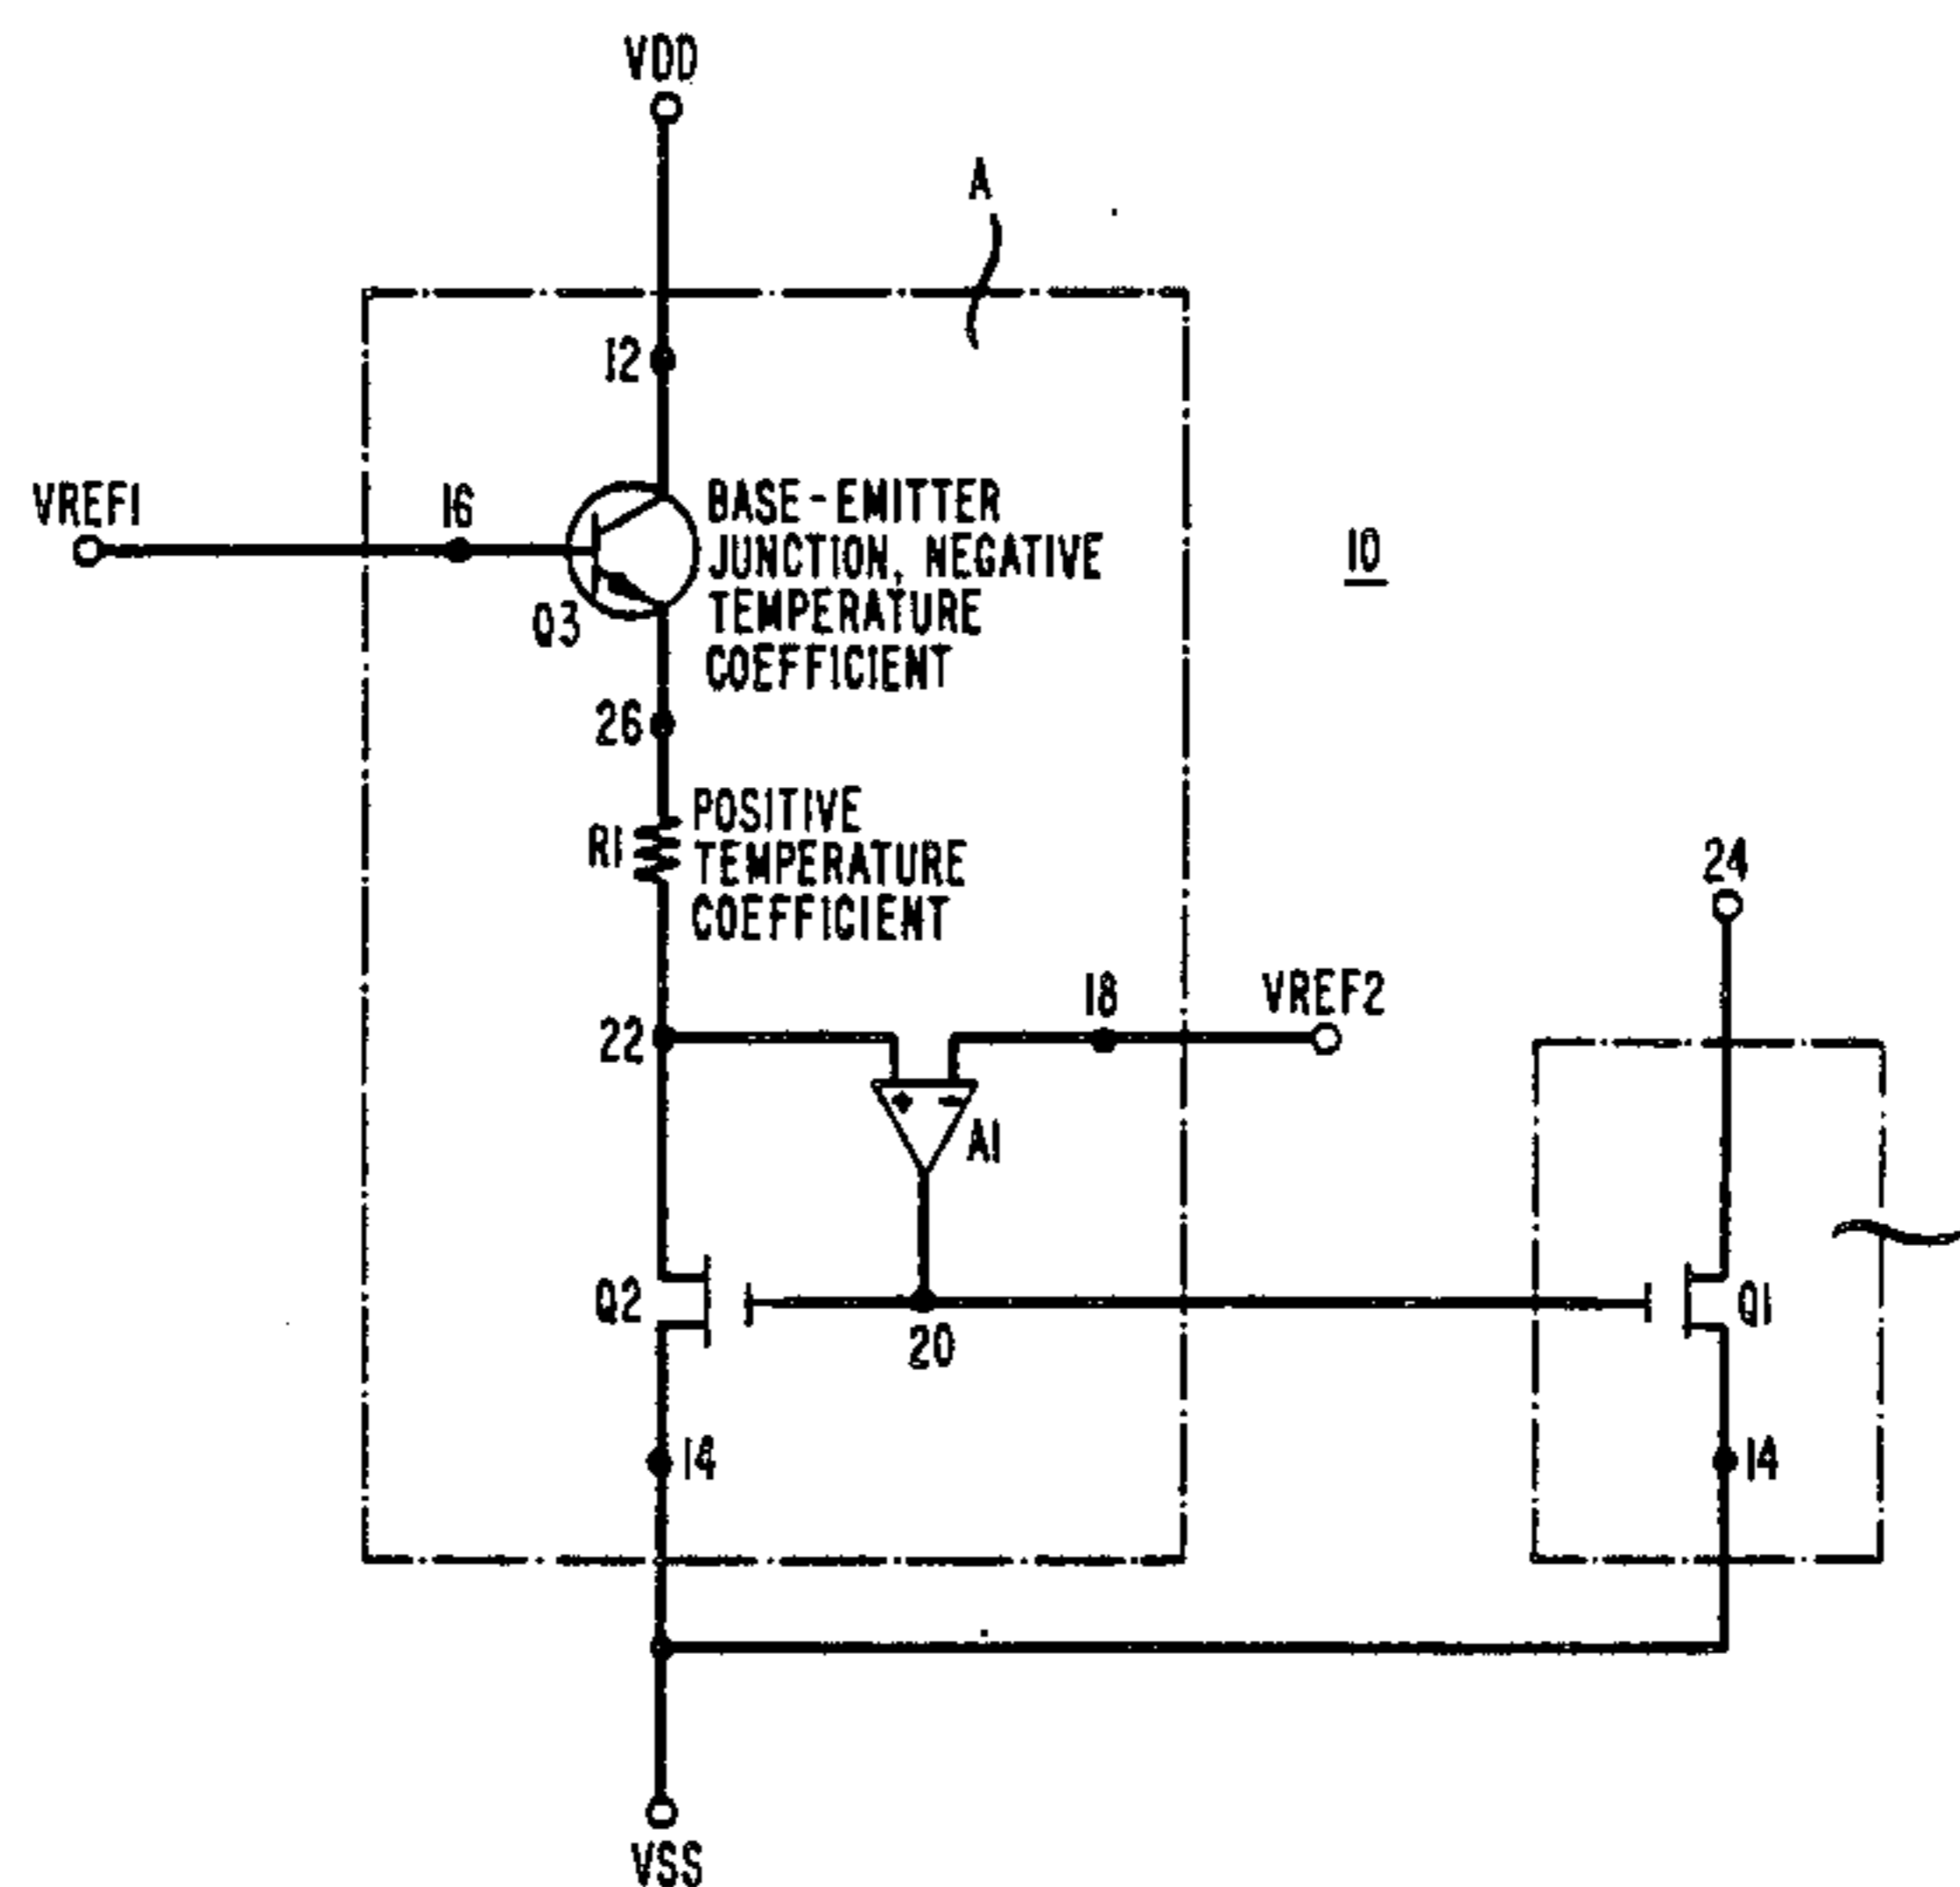 VDD
A
12
VREF1
16
BASE-EMITTER
JUNCTION, NEGATIVE
TEMPERATURE
COEFFICIENT
10
Q3
26
POSITIVE
R1
TEMPERATURE
COEFFICIENT
24
22
18
VREF2
+ -
A1
Q2
20
Q1
14
14
VSS